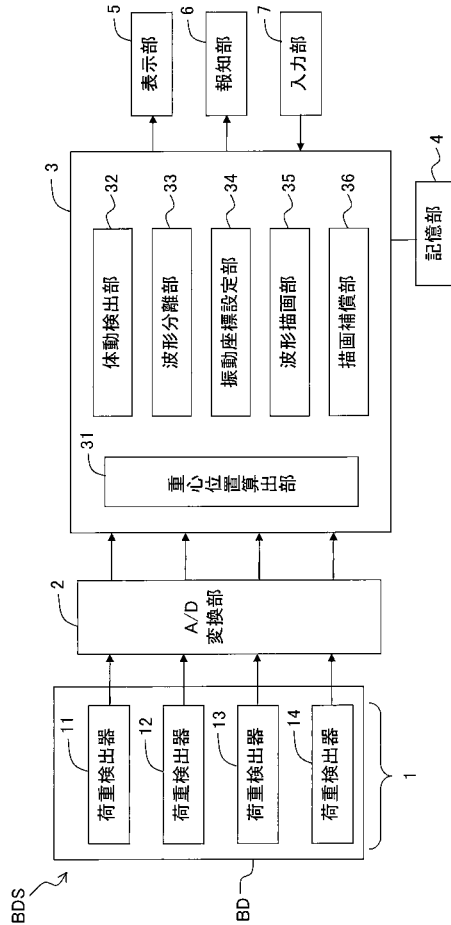 BDS
BD
1
11
荷重検出器
12
荷重検出器
13
荷重検出器
14
荷重検出器
2
A/D
変換部
3
31
重心位置算出部
32
体動検出部
33
波形分離部
34
振動座標設定部
35
波形描画部
36
描画補償部
4
記憶部
5
表示部
6
報知部
7
入力部